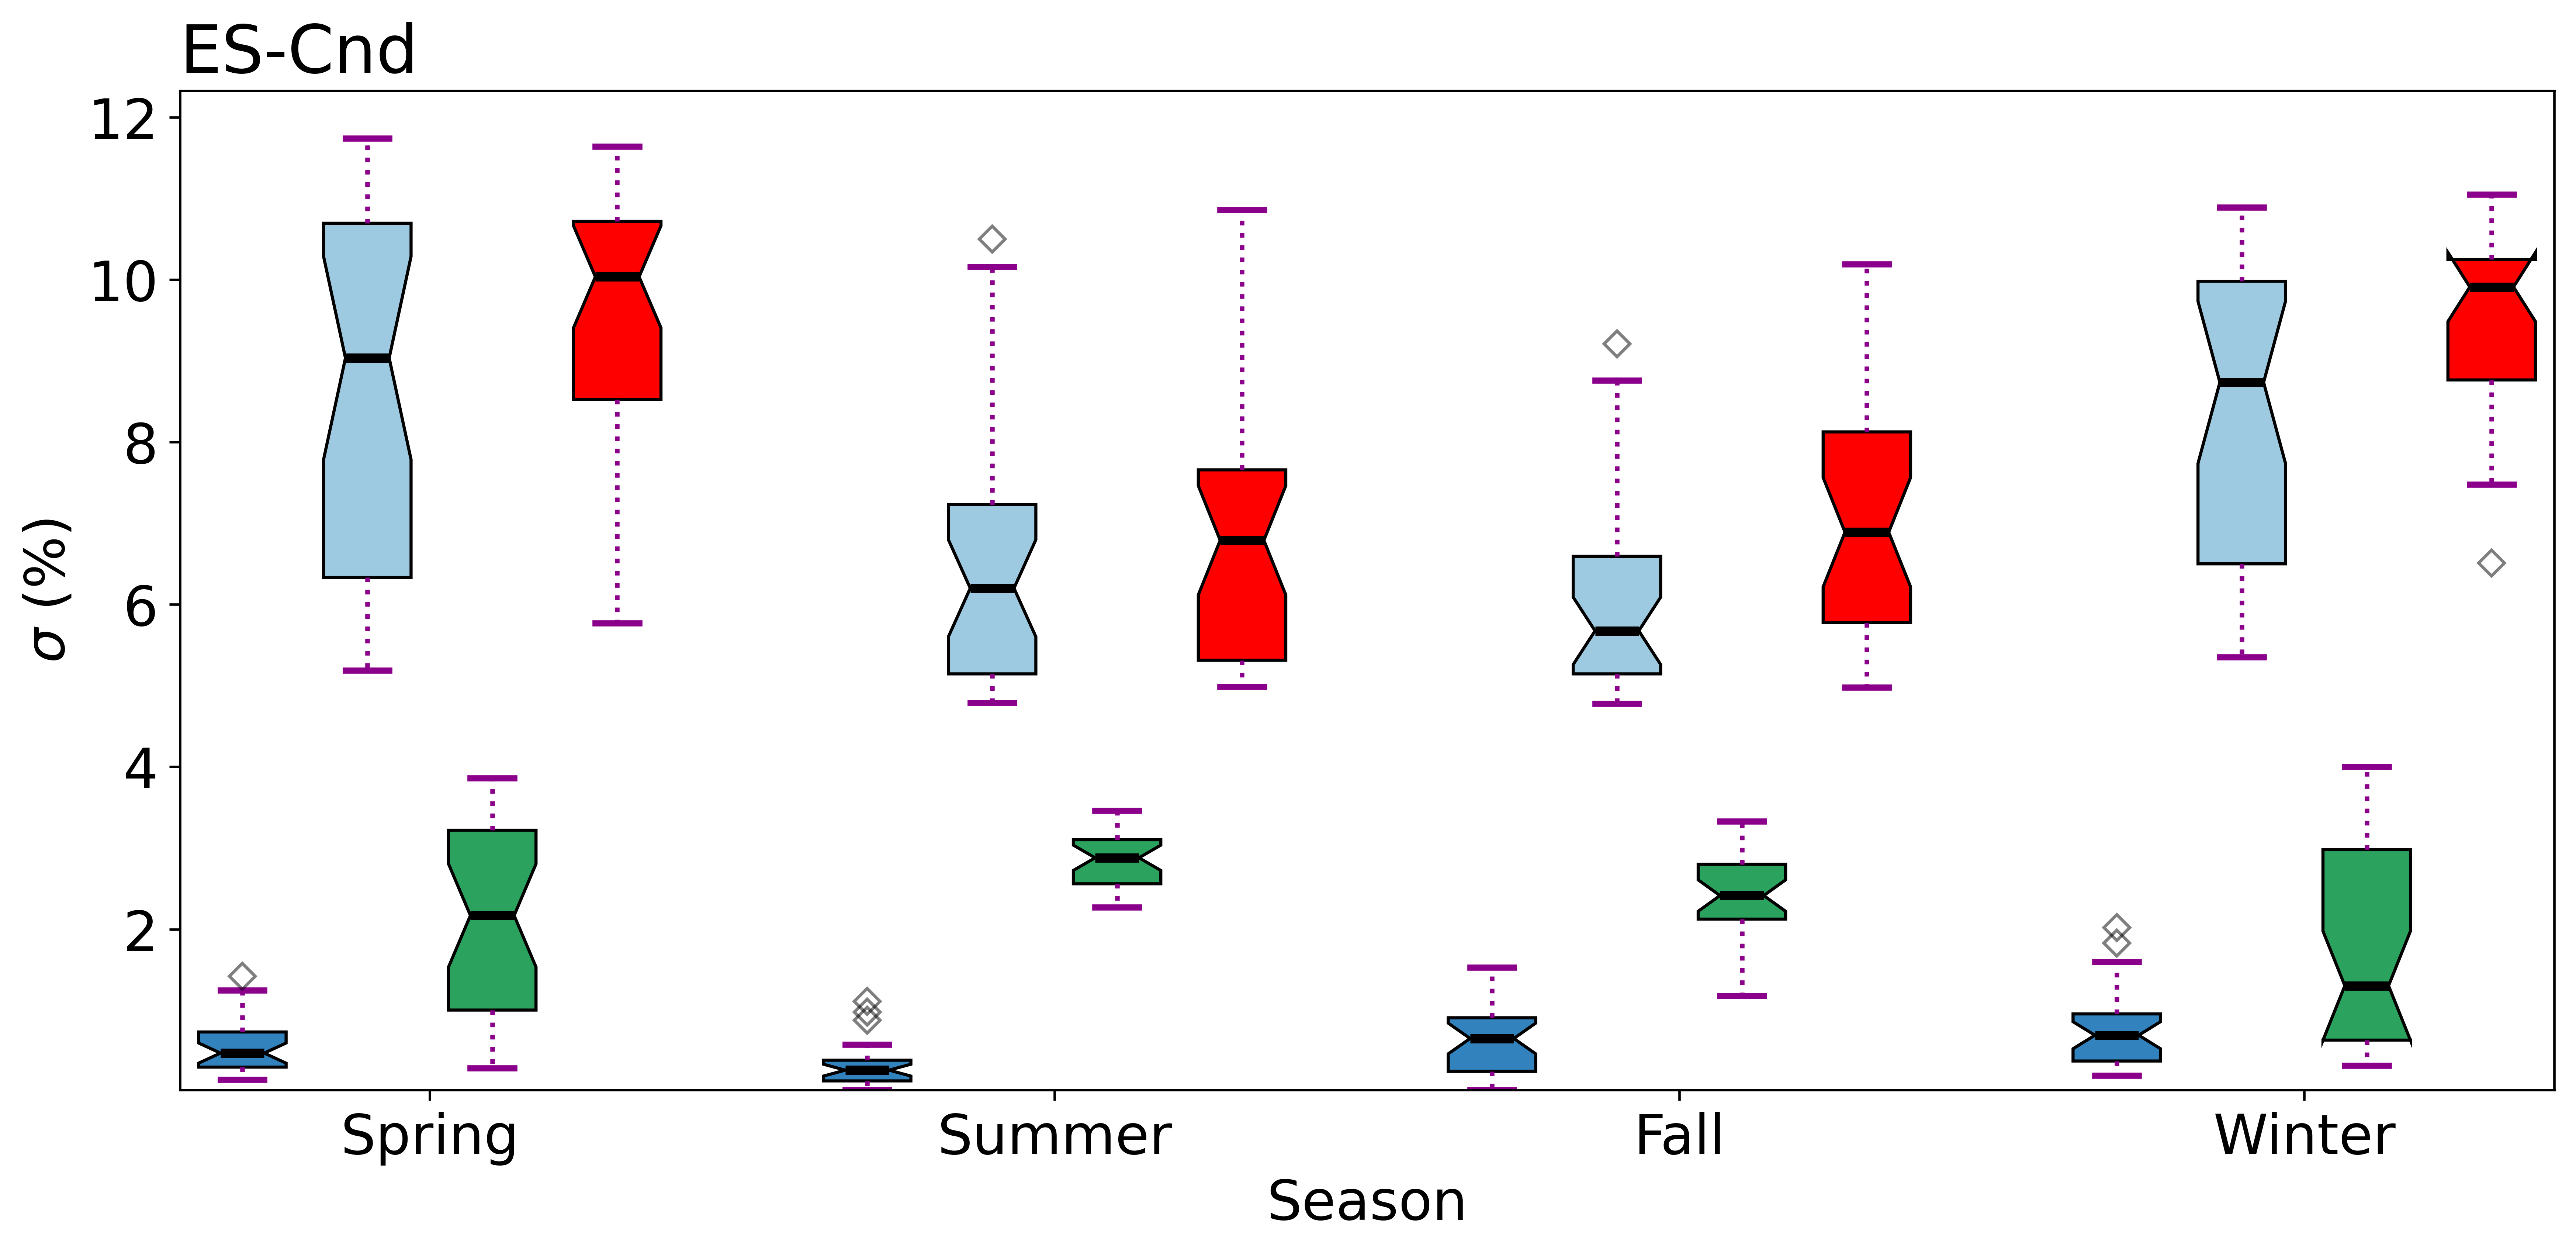 ES-Cnd
12
10
8
6
4
2
σ (%)
Spring Summer Fall Winter
Season